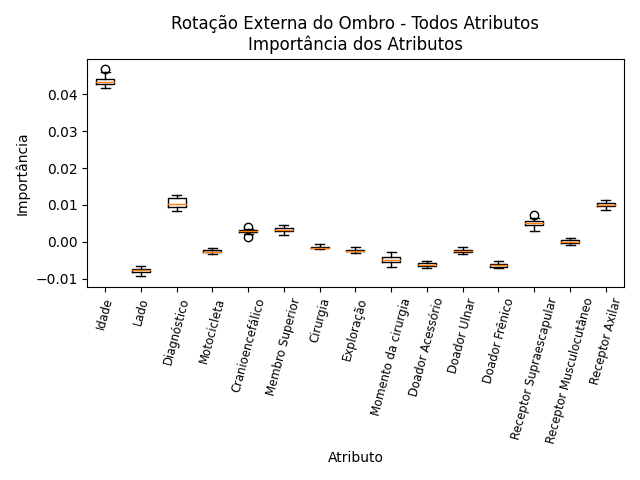 Rotação Externa do Ombro - Todos Atributos
Importância dos Atributos
Importância
0.04
0.03
0.02
0.01
0.00
−0.01
Idade
Lado
Diagnóstico
Motocicleta
Cranioencefálico
Membro Superior
Cirurgia
Exploração
Momento da cirurgia
Doador Acessório
Doador Ulnar
Doador Frênico
Receptor Supraescapular
Receptor Musculocutâneo
Receptor Axilar
Atributo